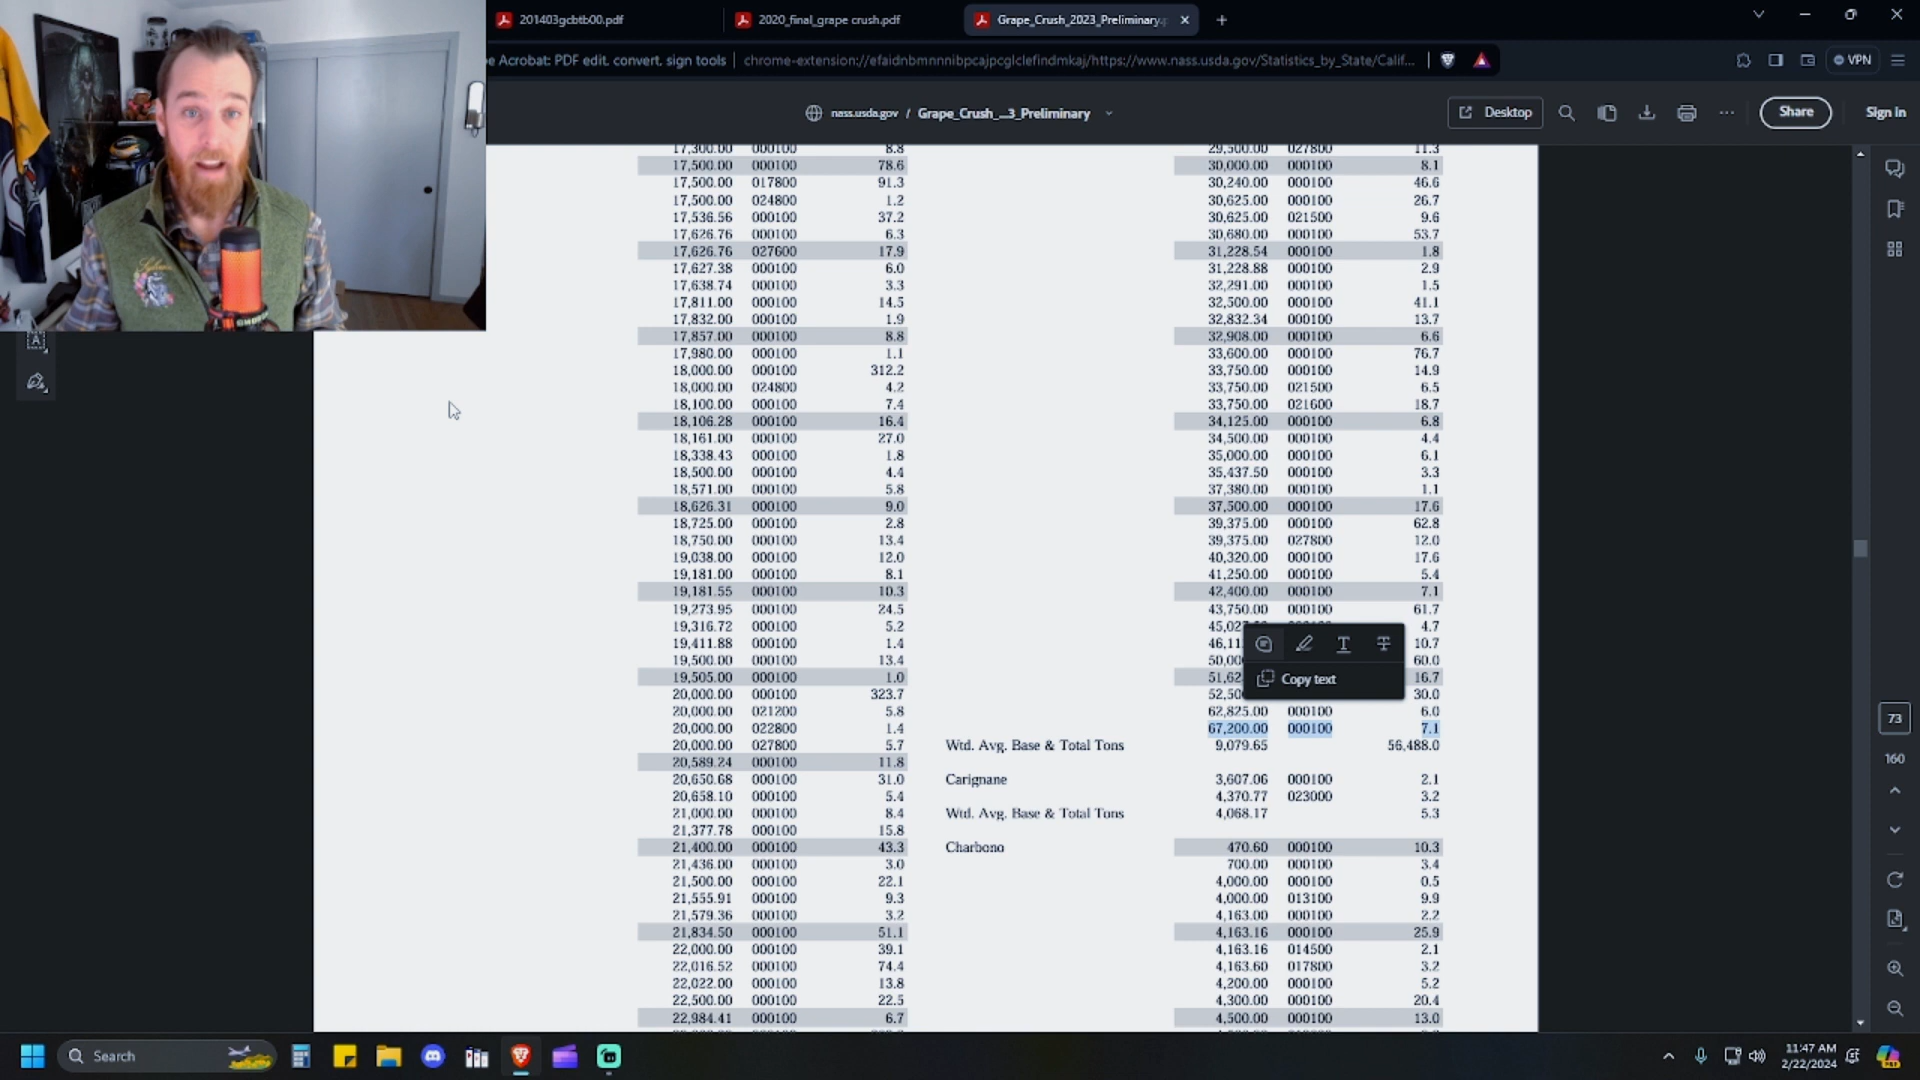 201403gcbtb00.pdf
2020_final_grape crush.pdf
Grape_Crush_2023_Preliminary.
Acrobat: PDF edit, convert, sign tools
chrome-extension://efaidnbmnnnibpcajpcglclefindmkaj/https://www.nass.usda.gov/Statistics_by_State/Calif...
VPN
nass.usda.gov / Grape_Crush_...3_Preliminary
Desktop
Share
Sign in
17,300.00 000100 8.8
17,500.00 000100 78.6
17,500.00 017800 91.3
17,500.00 024800 1.2
17,536.56 000100 37.2
17,626.76 000100 6.3
17,626.76 027600 17.9
17,627.38 000100 6.0
17,638.74 000100 3.3
17,811.00 000100 14.5
17,832.00 000100 1.9
17,857.00 000100 8.8
17,980.00 000100 1.1
18,000.00 000100 312.2
18,000.00 024800 4.2
18,100.00 000100 7.4
18,106.28 000100 16.4
18,161.00 000100 27.0
18,338.43 000100 1.8
18,500.00 000100 4.4
18,571.00 000100 5.8
18,626.31 000100 9.0
18,725.00 000100 2.8
18,750.00 000100 13.4
19,038.00 000100 12.0
19,181.00 000100 8.1
19,181.55 000100 10.3
19,273.95 000100 24.5
19,316.72 000100 5.2
19,411.88 000100 1.4
19,500.00 000100 13.4
19,505.00 000100 1.0
20,000.00 000100 323.7
20,000.00 021200 5.8
20,000.00 022800 1.4
20,000.00 027800 5.7
20,589.24 000100 11.8
20,650.68 000100 31.0
20,658.10 000100 5.4
21,000.00 000100 8.4
21,377.78 000100 15.8
21,400.00 000100 43.3
21,436.00 000100 3.0
21,500.00 000100 22.1
21,555.91 000100 9.3
21,579.36 000100 3.2
21,834.50 000100 51.1
22,000.00 000100 39.1
22,016.52 000100 74.4
22,022.00 000100 13.8
22,500.00 000100 22.5
22,984.41 000100 6.7
29,500.00 027800 11.3
30,000.00 000100 8.1
30,240.00 000100 46.6
30,625.00 000100 26.7
30,625.00 021500 9.6
30,680.00 000100 53.7
31,228.54 000100 1.8
31,228.88 000100 2.9
32,291.00 000100 1.5
32,500.00 000100 41.1
32,832.34 000100 13.7
32,908.00 000100 6.6
33,600.00 000100 76.7
33,750.00 000100 14.9
33,750.00 021500 6.5
33,750.00 021600 18.7
34,125.00 000100 6.8
34,500.00 000100 4.4
35,000.00 000100 6.1
35,437.50 000100 3.3
37,380.00 000100 1.1
37,500.00 000100 17.6
39,375.00 000100 62.8
39,375.00 027800 12.0
40,320.00 000100 17.6
41,250.00 000100 5.4
42,400.00 000100 7.1
43,750.00 000100 61.7
4.7
10.7
60.0
16.7
30.0
62,825.00 000100 6.0
67,200.00 000100 7.1
Wtd. Avg. Base & Total Tons 9,079.65 56,488.0
Carignane 3,607.06 000100 2.1
4,370.77 023000 3.2
Wtd. Avg. Base & Total Tons 4,068.17 5.3
Charbono 470.60 000100 10.3
700.00 000100 3.4
4,000.00 000100 0.5
4,000.00 013100 9.9
4,163.00 000100 2.2
4,163.16 000100 25.9
4,163.16 014500 2.1
4,163.60 017800 3.2
4,200.00 000100 5.2
4,300.00 000100 20.4
4,500.00 000100 13.0
Copy text
73
160
Search
11:47 AM
2/22/2024